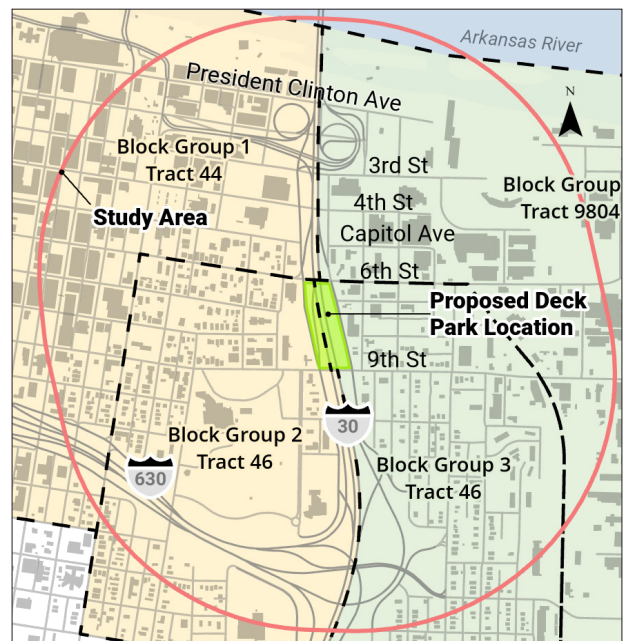 Arkansas River
N
President Clinton Ave
Block Group 1
Tract 44
3rd St
Block Group
Tract 9804
Study Area
4th St
Capitol Ave
6th St
Proposed Deck
Park Location
9th St
30
Block Group 2
Tract 46
Block Group 3
Tract 46
630